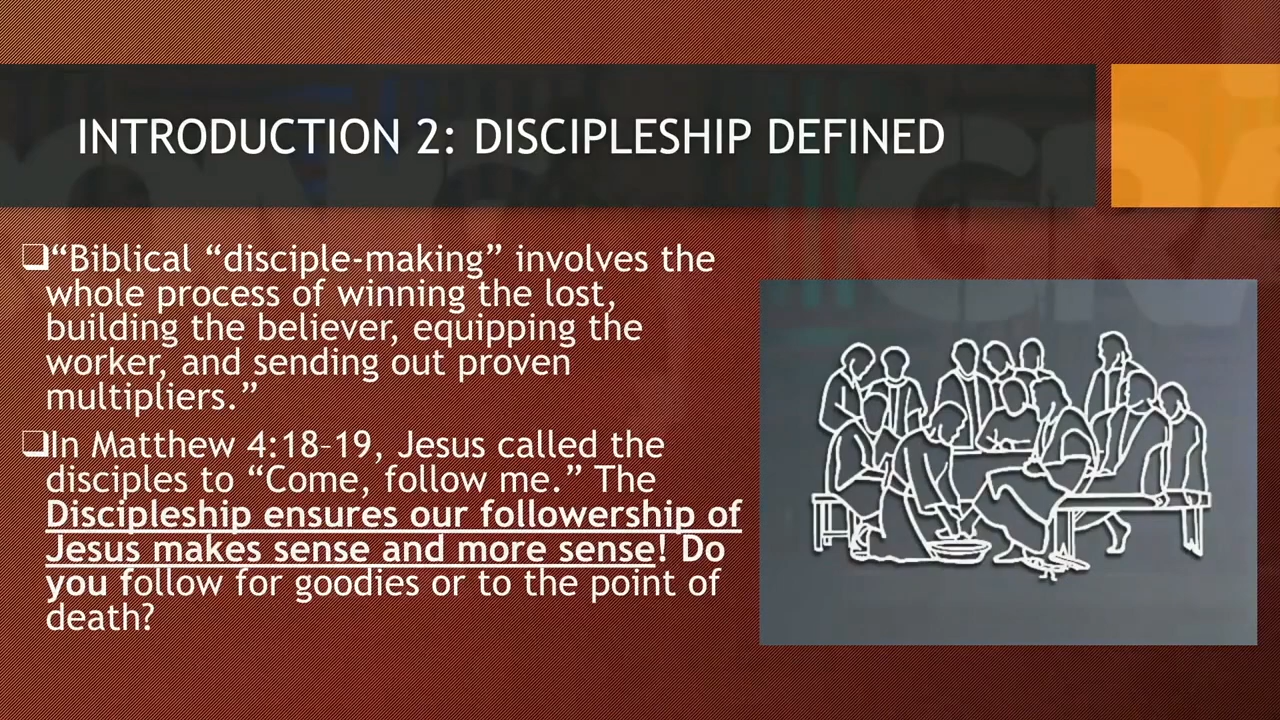 INTRODUCTION 2: DISCIPLESHIP DEFINED
“Biblical “disciple-making” involves the
whole process of winning the lost,
building the believer, equipping the
worker, and sending out proven
multipliers.”
In Matthew 4:18–19, Jesus called the
disciples to “Come, follow me.” The
Discipleship ensures our followership of
Jesus makes sense and more sense! Do
you follow for goodies or to the point of
death?